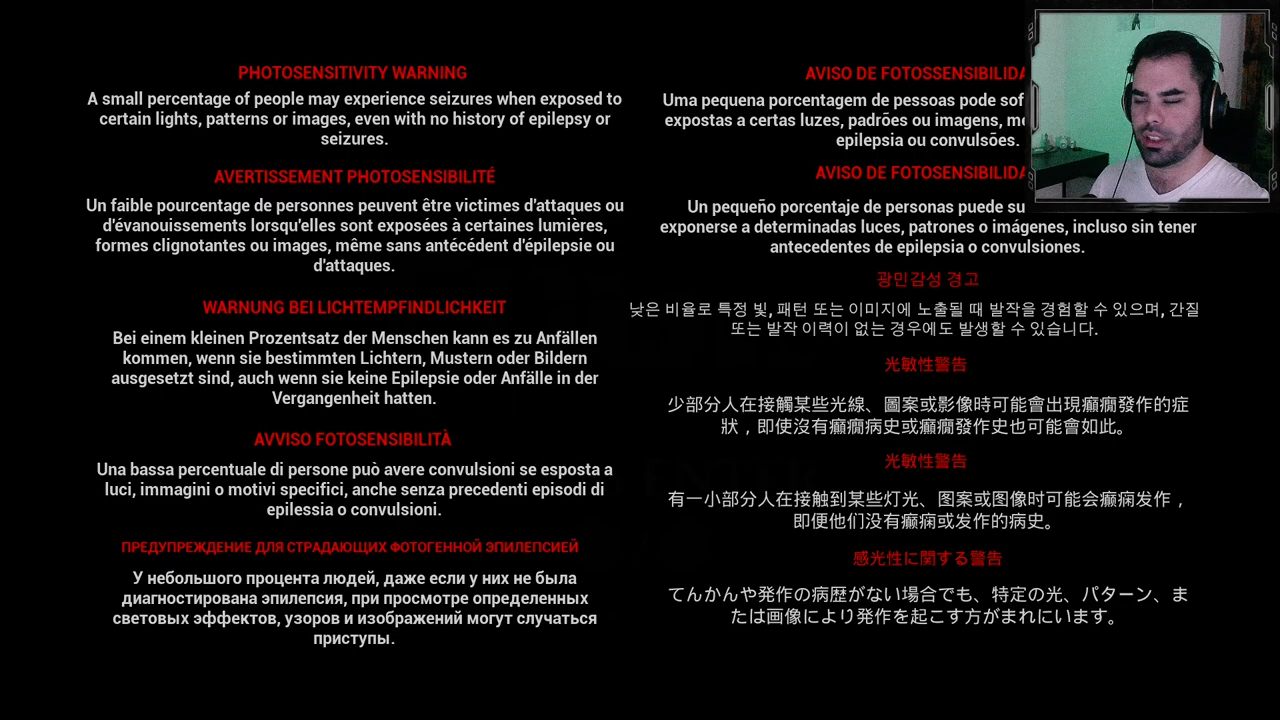 PHOTOSENSITIVITY WARNING
A small percentage of people may experience seizures when exposed to
certain lights, patterns or images, even with no history of epilepsy or
seizures.
AVERTISSEMENT PHOTOSENSIBILITÉ
Un faible pourcentage de personnes peuvent être victimes d'attaques ou
d'évanouissements lorsqu'elles sont exposées à certaines lumières,
formes clignotantes ou images, même sans antécédent d'épilepsie ou
d'attaques.
WARNUNG BEI LICHTEMPFINDLICHKEIT
Bei einem kleinen Prozentsatz der Menschen kann es zu Anfällen
kommen, wenn sie bestimmten Lichtern, Mustern oder Bildern
ausgesetzt sind, auch wenn sie keine Epilepsie oder Anfälle in der
Vergangenheit hatten.
AVVISO FOTOSENSIBILITÀ
Una bassa percentuale di persone può avere convulsioni se esposta a
luci, immagini o motivi specifici, anche senza precedenti episodi di
epilessia o convulsioni.
ПРЕДУПРЕЖДЕНИЕ ДЛЯ СТРАДАЮЩИХ ФОТОГЕННОЙ ЭПИЛЕПСИЕЙ
У небольшого процента людей, даже если у них не была
диагностирована эпилепсия, при просмотре определенных
световых эффектов, узоров и изображений могут случаться
приступы.
AVISO DE FOTOSSENSIBILIDA
Uma pequena porcentagem de pessoas pode sof
expostas a certas luzes, padrões ou imagens, me
epilepsia ou convulsões.
AVISO DE FOTOSENSIBILIDA
Un pequeño porcentaje de personas puede su
exponerse a determinadas luces, patrones o imágenes, incluso sin tener
antecedentes de epilepsia o convulsiones.
광민감성 경고
낮은 비율로 특정 빛, 패턴 또는 이미지에 노출될 때 발작을 경험할 수 있으며, 간질
또는 발작 이력이 없는 경우에도 발생할 수 있습니다.
光敏性警告
少部分人在接觸某些光線、圖案或影像時可能會出現癲癇發作的症
狀，即使沒有癲癇病史或癲癇發作史也可能會如此。
光敏性警告
有一小部分人在接触到某些灯光、图案或图像时可能会癫痫发作，
即便他们没有癫痫或发作的病史。
感光性に関する警告
てんかんや発作の病歴がない場合でも、特定の光、パターン、ま
たは画像により発作を起こす方がまれにいます。